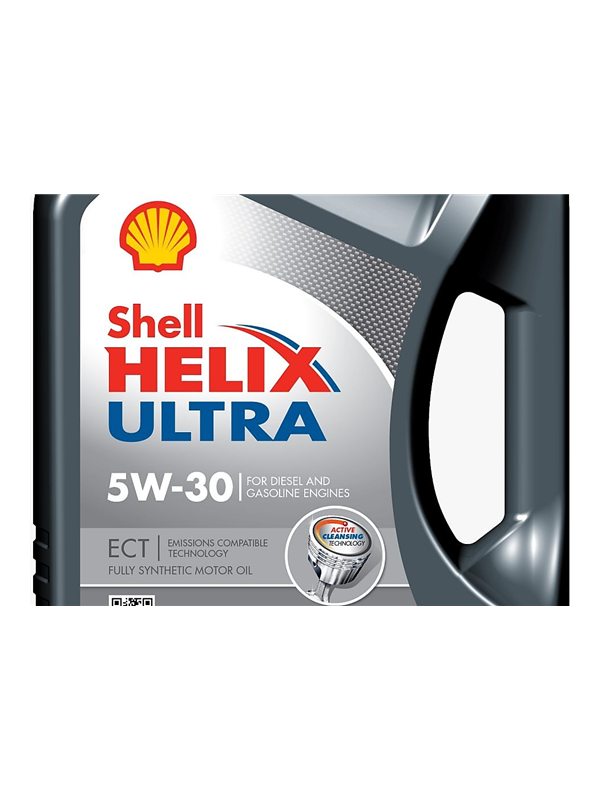 Shell
HELIX
ULTRA
5W-30
FOR DIESEL AND
GASOLINE ENGINES
ECT
EMISSIONS COMPATIBLE
TECHNOLOGY
FULLY SYNTHETIC MOTOR OIL
ACTIVE
CLEANSING
TECHNOLOGY